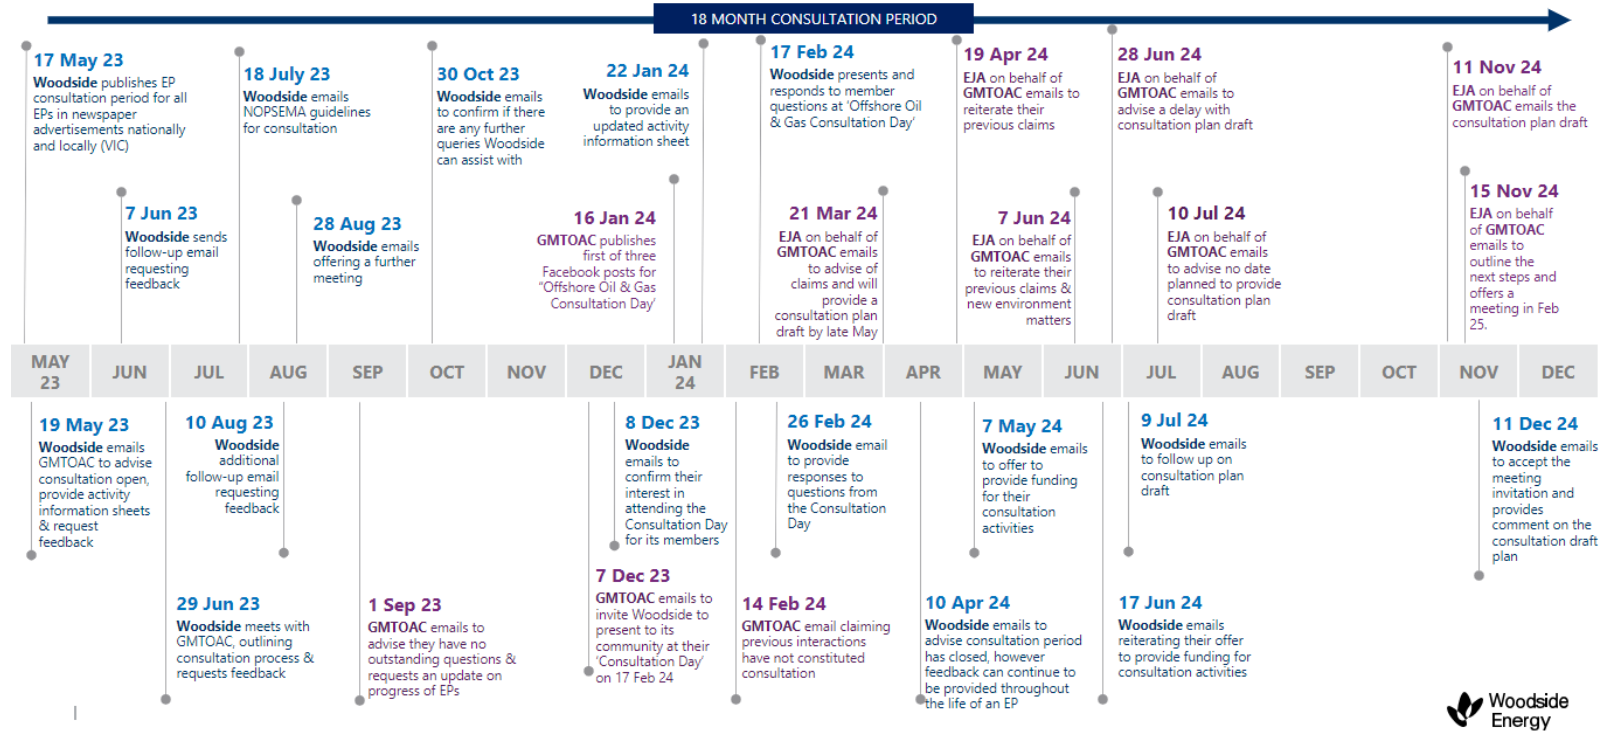 18 MONTH CONSULTATION PERIOD
17 May 23
Woodside publishes EP
consultation period for all
EPs in newspaper
advertisements nationally
and locally (VIC)
18 July 23
Woodside emails
NOPSEMA guidelines
for consultation
30 Oct 23
Woodside emails
to confirm if there
are any further
queries Woodside
can assist with
22 Jan 24
Woodside emails
to provide an
updated activity
information sheet
17 Feb 24
Woodside presents and
responds to member
questions at ‘Offshore Oil
& Gas Consultation Day’
19 Apr 24
EJA on behalf of
GMTOAC emails to
reiterate their
previous claims
28 Jun 24
EJA on behalf of
GMTOAC emails to
advise a delay with
consultation plan draft
11 Nov 24
EJA on behalf of
GMTOAC emails the
consultation plan draft
7 Jun 23
Woodside sends
follow-up email
requesting
feedback
28 Aug 23
Woodside emails
offering a further
meeting
16 Jan 24
GMTOAC publishes
first of three
Facebook posts for
“Offshore Oil & Gas
Consultation Day’
21 Mar 24
EJA on behalf of
GMTOAC emails
to advise of
claims and will
provide a
consultation plan
draft by late May
7 Jun 24
EJA on behalf of
GMTOAC emails
to reiterate their
previous claims &
new environment
matters
10 Jul 24
EJA on behalf of
GMTOAC emails
to advise no date
planned to provide
consultation plan
draft
15 Nov 24
EJA on behalf
of GMTOAC
emails to
outline the
next steps and
offers a
meeting in Feb
25.
MAY 23
JUN
JUL
AUG
SEP
OCT
NOV
DEC
JAN 24
FEB
MAR
APR
MAY
JUN
JUL
AUG
SEP
OCT
NOV
DEC
19 May 23
Woodside emails
GMTOAC to advise
consultation open,
provide activity
information sheets
& request
feedback
10 Aug 23
Woodside
additional
follow-up email
requesting
feedback
8 Dec 23
Woodside
emails to
confirm their
interest in
attending the
Consultation Day
for its members
26 Feb 24
Woodside email
to provide
responses to
questions from
the Consultation
Day
7 May 24
Woodside emails
to offer to
provide funding
for their
consultation
activities
9 Jul 24
Woodside emails
to follow up on
consultation plan
draft
11 Dec 24
Woodside emails
to accept the
meeting
invitation and
provides
comment on the
consultation draft
plan
29 Jun 23
Woodside meets with
GMTOAC, outlining
consultation process &
requests feedback
1 Sep 23
GMTOAC emails to
advise they have no
outstanding questions &
requests an update on
progress of EPs
7 Dec 23
GMTOAC emails to
invite Woodside to
present to its
community at their
‘Consultation Day’
on 17 Feb 24
14 Feb 24
GMTOAC email claiming
previous interactions
have not constituted
consultation
10 Apr 24
Woodside emails to
advise consultation period
has closed, however
feedback can continue to
be provided throughout
the life of an EP
17 Jun 24
Woodside emails
reiterating their offer
to provide funding for
consultation activities
Woodside
Energy